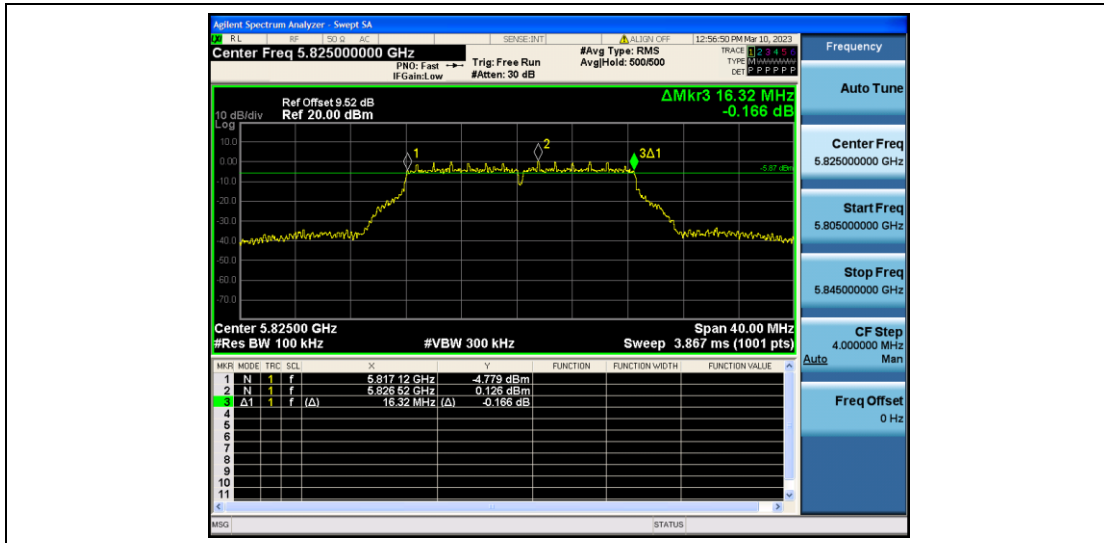 Agilent Spectrum Analyzer - Swept SA
RL RF 50 Ω AC SENSE:INT ALIGN OFF 12:56:50 PM Mar 10, 2023
Center Freq 5.825000000 GHz
PNO: Fast
IFGain:Low
Trig: Free Run
#Atten: 30 dB
#Avg Type: RMS
Avg|Hold: 500/500
TRACE 1 2 3 4 5 6
TYPE M
DET P P P P P P
Ref Offset 9.52 dB
10 dB/div Ref 20.00 dBm
Log
ΔMkr3 16.32 MHz
-0.166 dB
10.0
0.00
-10.0
-20.0
-30.0
-40.0
-50.0
-60.0
-70.0
1
2
3Δ1
-5.87 dBm
Center 5.82500 GHz Span 40.00 MHz
#Res BW 100 kHz #VBW 300 kHz Sweep 3.867 ms (1001 pts)
MKR MODE TRC SCL X Y FUNCTION FUNCTION WIDTH FUNCTION VALUE
1 N 1 f 5.817 12 GHz -4.779 dBm
2 N 1 f 5.826 52 GHz 0.126 dBm
3 Δ1 1 f (Δ) 16.32 MHz (Δ) -0.166 dB
4
5
6
7
8
9
10
11
MSG STATUS
Frequency
Auto Tune
Center Freq
5.825000000 GHz
Start Freq
5.805000000 GHz
Stop Freq
5.845000000 GHz
CF Step
4.000000 MHz
Auto Man
Freq Offset
0 Hz